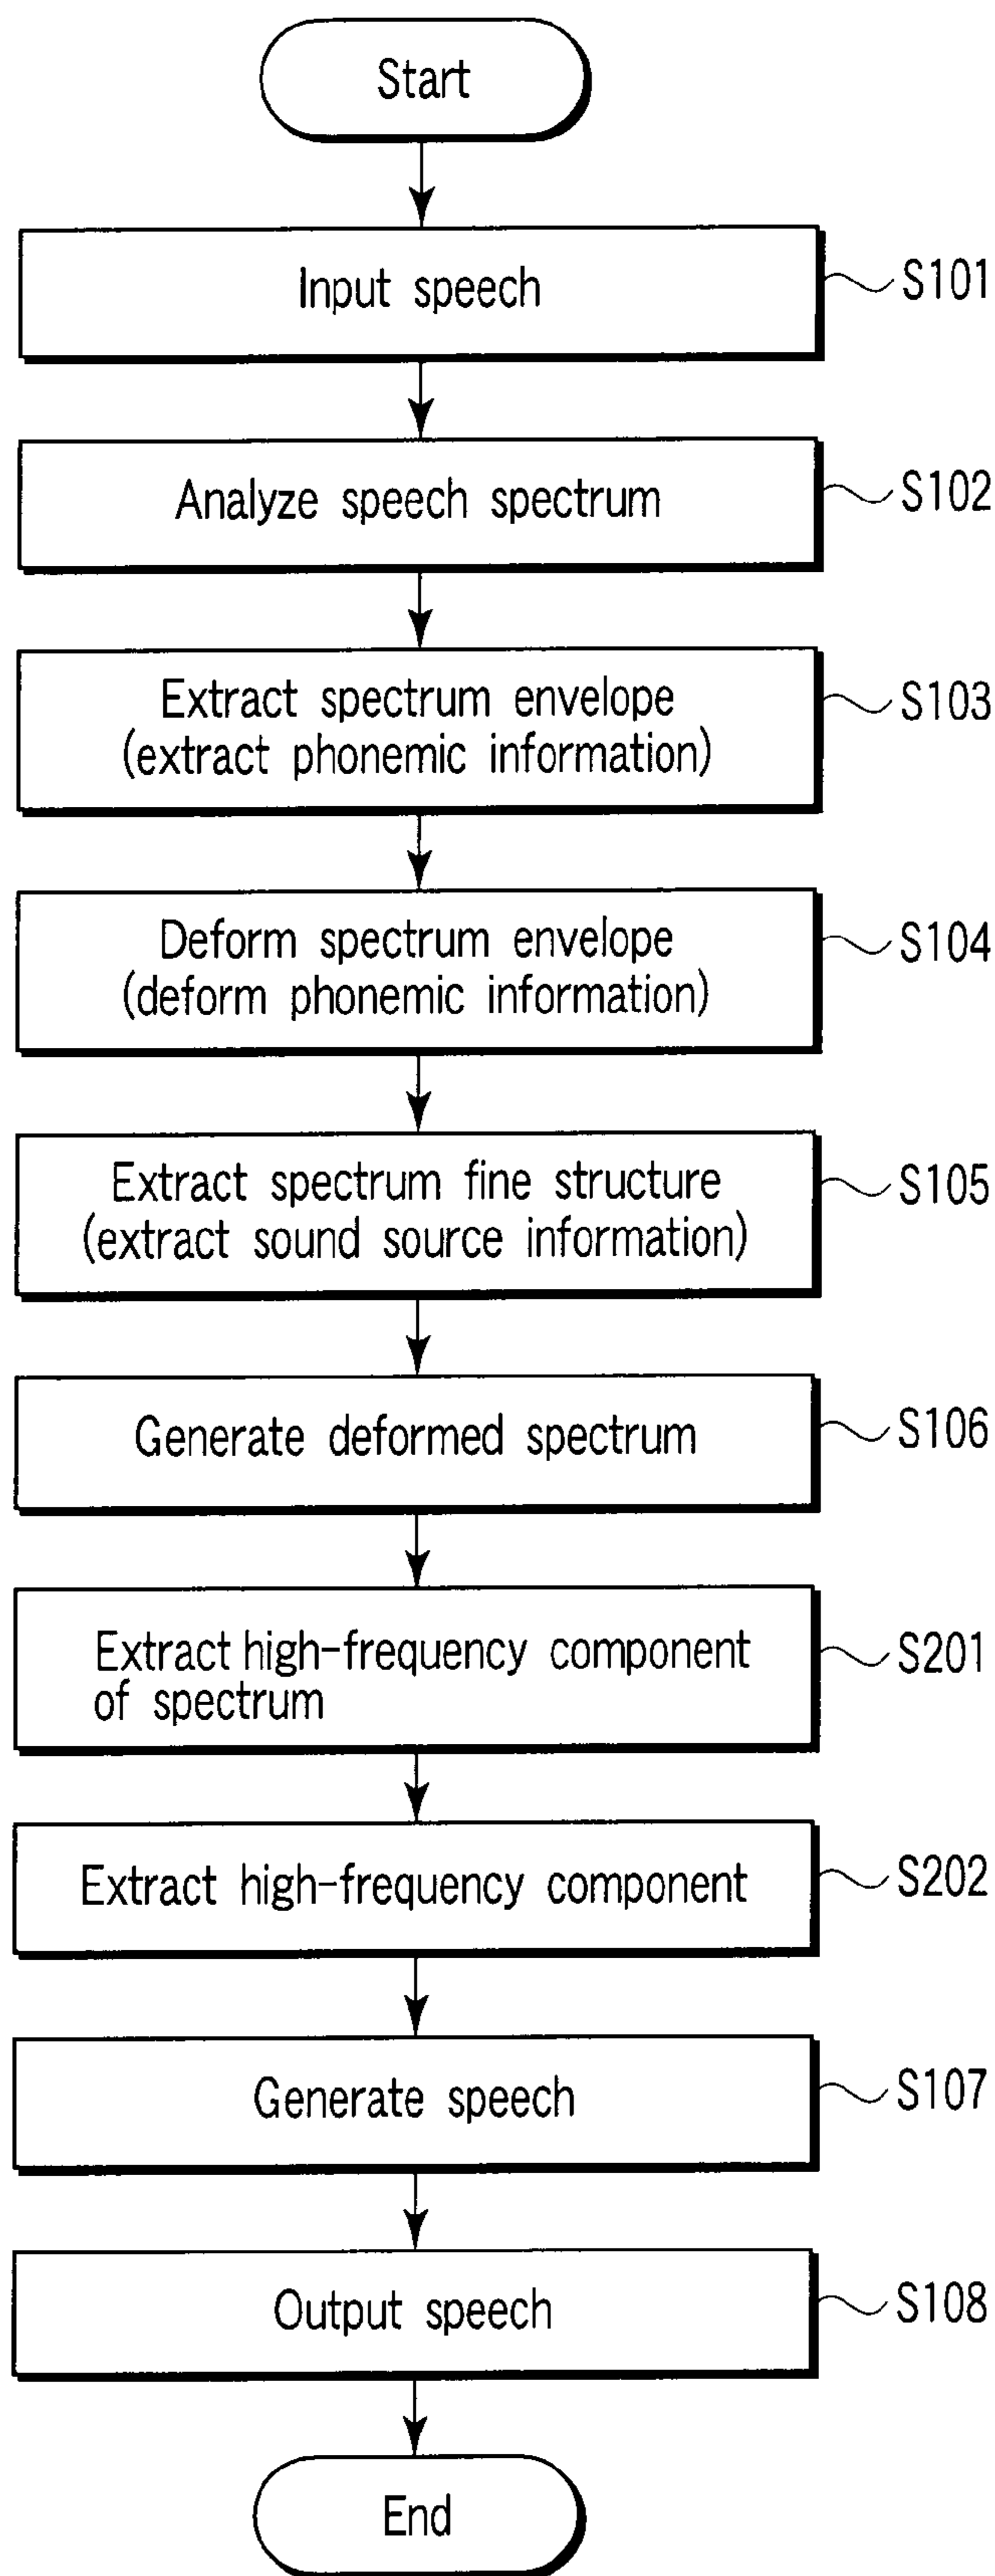 Start
Input speech
S101
Analyze speech spectrum
S102
Extract spectrum envelope
(extract phonemic information)
S103
Deform spectrum envelope
(deform phonemic information)
S104
Extract spectrum fine structure
(extract sound source information)
S105
Generate deformed spectrum
S106
Extract high-frequency component
of spectrum
S201
Extract high-frequency component
S202
Generate speech
S107
Output speech
S108
End